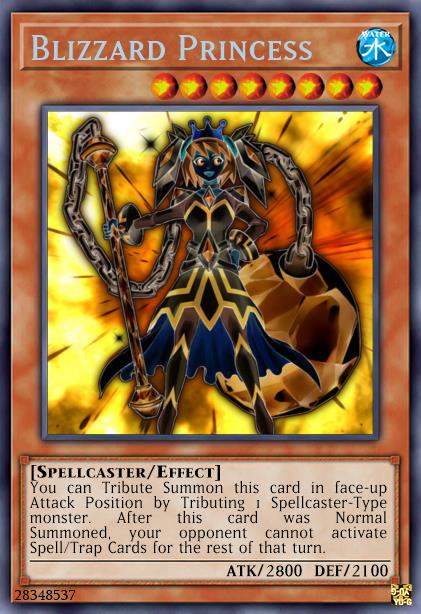 Blizzard Princess
WATER
水
[Spellcaster/Effect]
You can Tribute Summon this card in face-up
Attack Position by Tributing 1 Spellcaster-Type
monster. After this card was Normal
Summoned, your opponent cannot activate
Spell/Trap Cards for the rest of that turn.
ATK/2800 DEF/2100
28348537